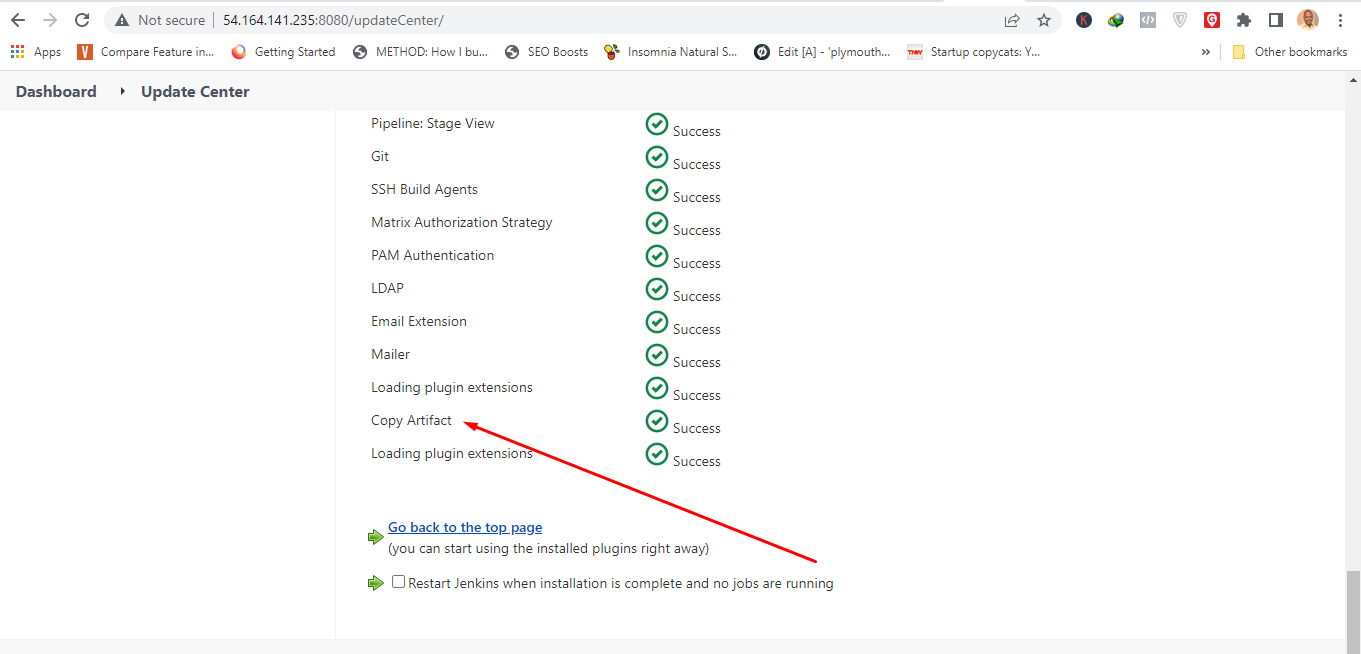 Not secure | 54.164.141.235:8080/updateCenter/
Apps V Compare Feature in... Getting Started METHOD: How I bu... SEO Boosts Insomnia Natural S... Edit [A] - 'plymouth... TNW Startup copycats: Y... » Other bookmarks
Dashboard Update Center
Pipeline: Stage View Success
Git Success
SSH Build Agents Success
Matrix Authorization Strategy Success
PAM Authentication Success
LDAP Success
Email Extension Success
Mailer Success
Loading plugin extensions Success
Copy Artifact Success
Loading plugin extensions Success
Go back to the top page
(you can start using the installed plugins right away)
Restart Jenkins when installation is complete and no jobs are running